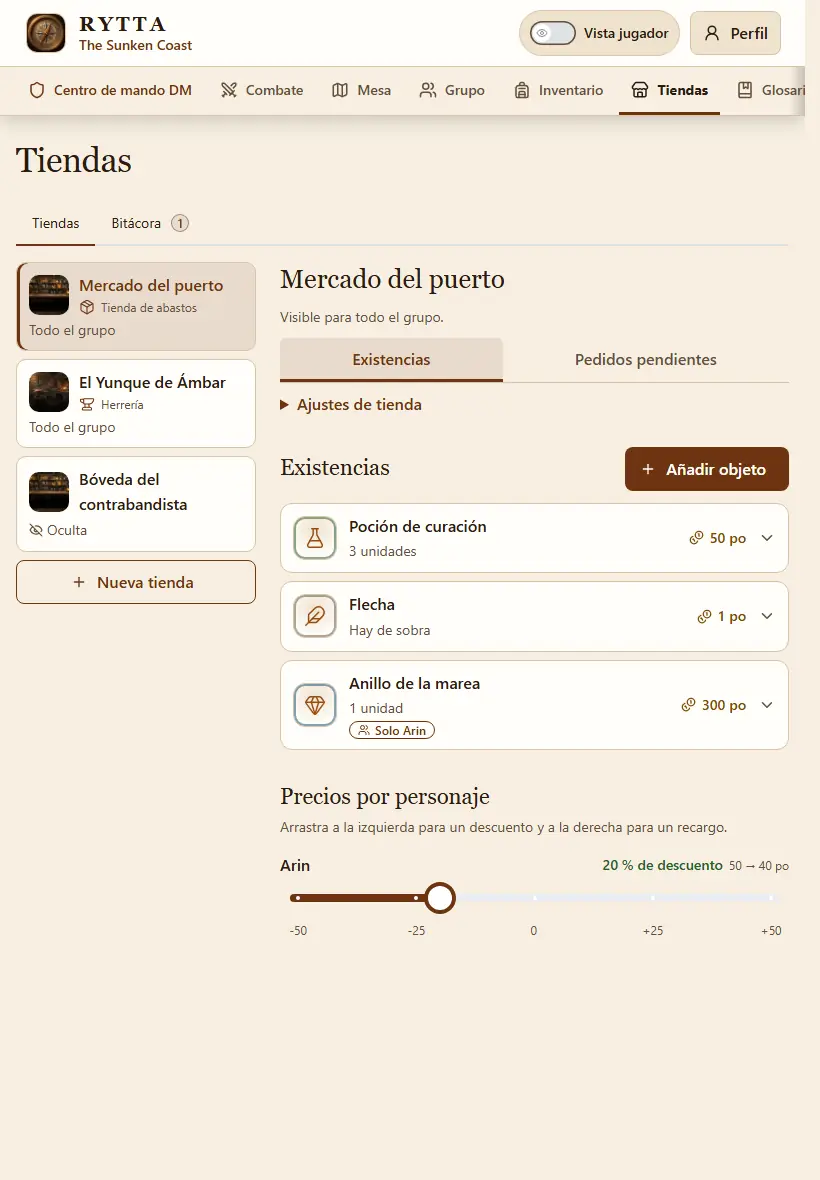 RYTTA
The Sunken Coast
Vista jugador
Perfil
Centro de mando DM
Combate
Mesa
Grupo
Inventario
Tiendas
Glosari
Tiendas
Tiendas
Bitácora 1
Mercado del puerto
Tienda de abastos
Todo el grupo
El Yunque de Ámbar
Herrería
Todo el grupo
Bóveda del
contrabandista
Oculta
+ Nueva tienda
Mercado del puerto
Visible para todo el grupo.
Existencias
Pedidos pendientes
Ajustes de tienda
Existencias
+ Añadir objeto
Poción de curación
3 unidades
50 po
Flecha
Hay de sobra
1 po
Anillo de la marea
1 unidad
Solo Arin
300 po
Precios por personaje
Arrastra a la izquierda para un descuento y a la derecha para un recargo.
Arin
20 % de descuento 50 → 40 po
-50 -25 0 +25 +50